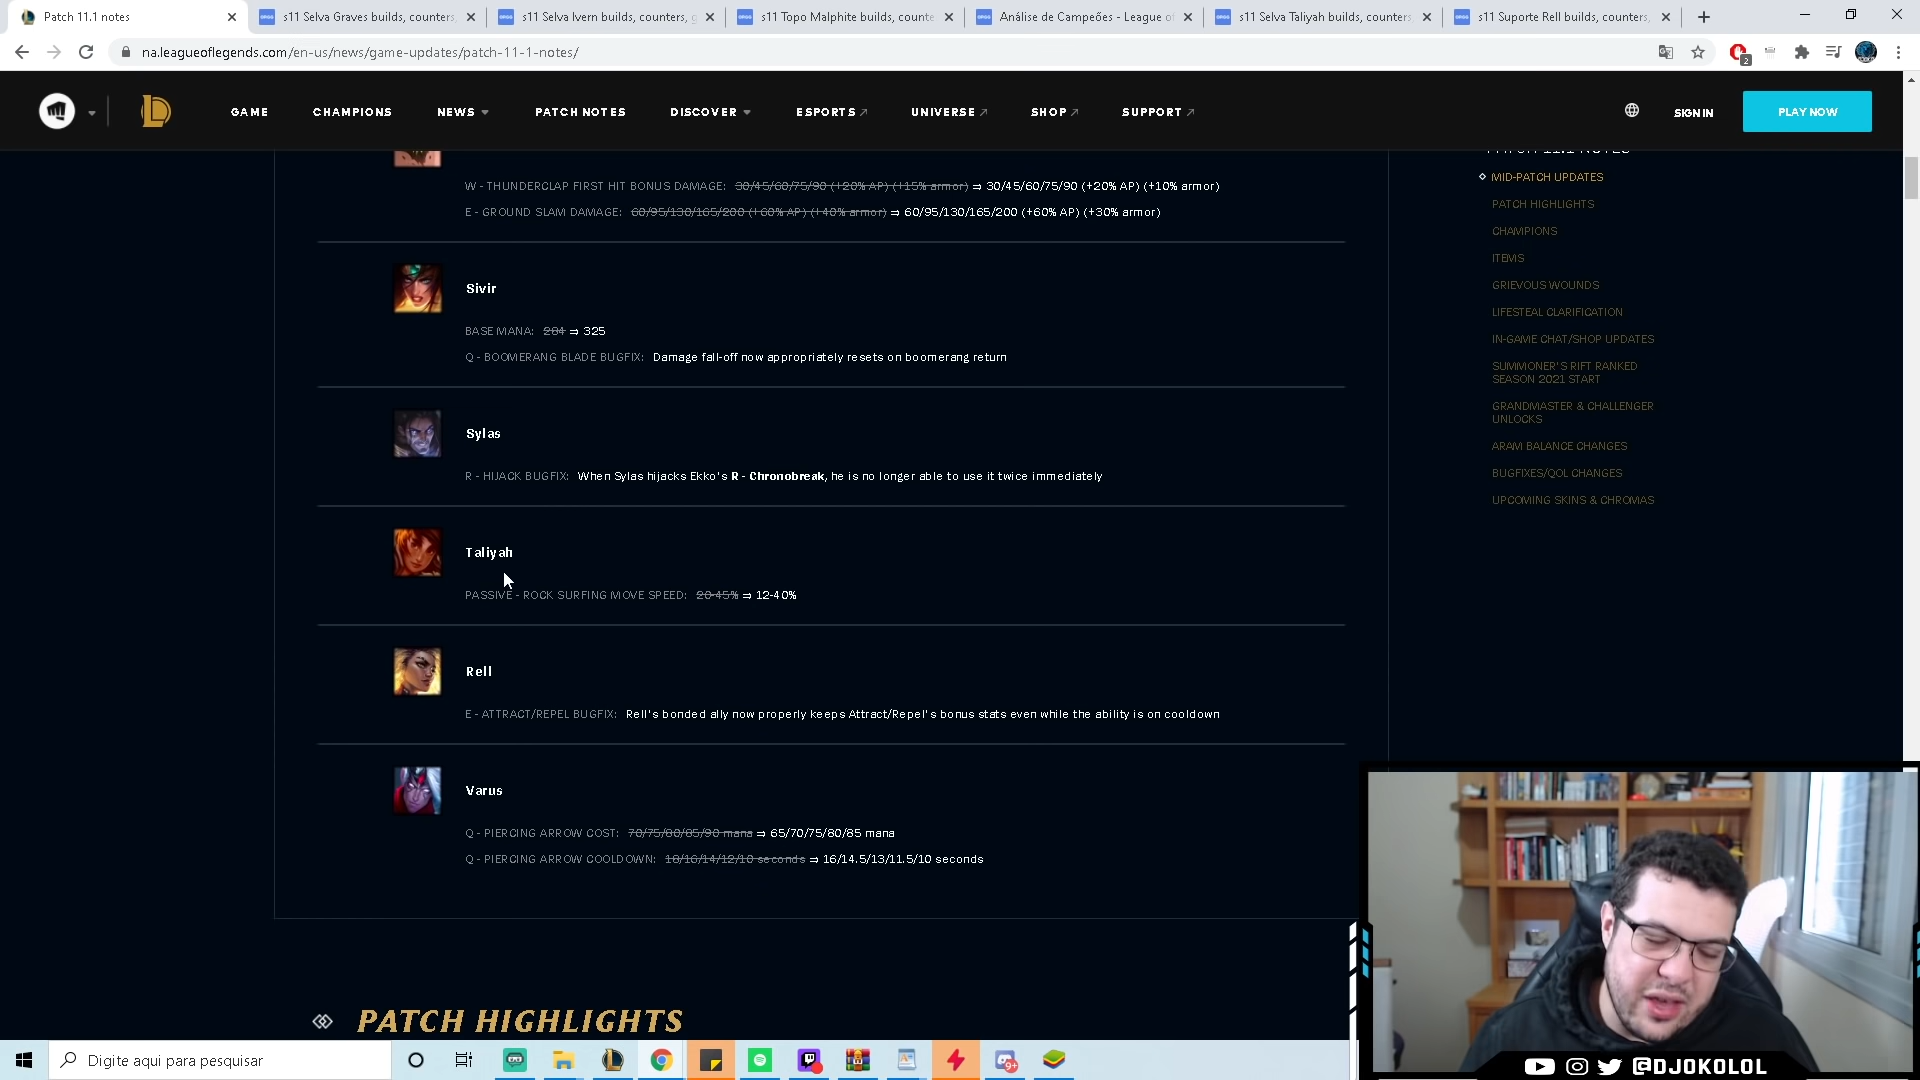 Patch 11.1 notes
s11 Selva Graves builds, counters,
s11 Selva Ivern builds, counters, g
s11 Topo Malphite builds, counte
Análise de Campeões - League o
s11 Selva Taliyah builds, counters
s11 Suporte Rell builds, counters,
na.leagueoflegends.com/en-us/news/game-updates/patch-11-1-notes/
2
GAME CHAMPIONS NEWS PATCH NOTES DISCOVER ESPORTS UNIVERSE SHOP SUPPORT SIGN IN PLAY NOW
W - THUNDERCLAP FIRST HIT BONUS DAMAGE: 30/45/60/75/90 (+20% AP) (+15% armor) ⇒ 30/45/60/75/90 (+20% AP) (+10% armor)
E - GROUND SLAM DAMAGE: 60/95/130/165/200 (+60% AP) (+40% armor) ⇒ 60/95/130/165/200 (+60% AP) (+30% armor)
Sivir
BASE MANA: 284 ⇒ 325
Q - BOOMERANG BLADE BUGFIX: Damage fall-off now appropriately resets on boomerang return
Sylas
R - HIJACK BUGFIX: When Sylas hijacks Ekko's R - Chronobreak, he is no longer able to use it twice immediately
Taliyah
PASSIVE - ROCK SURFING MOVE SPEED: 20-45% ⇒ 12-40%
Rell
E - ATTRACT/REPEL BUGFIX: Rell's bonded ally now properly keeps Attract/Repel's bonus stats even while the ability is on cooldown
Varus
Q - PIERCING ARROW COST: 70/75/80/85/90 mana ⇒ 65/70/75/80/85 mana
Q - PIERCING ARROW COOLDOWN: 18/16/14/12/10 seconds ⇒ 16/14.5/13/11.5/10 seconds
PATCH HIGHLIGHTS
PATCH 11.1 NOTES
MID-PATCH UPDATES
PATCH HIGHLIGHTS
CHAMPIONS
ITEMS
GRIEVOUS WOUNDS
LIFESTEAL CLARIFICATION
IN-GAME CHAT/SHOP UPDATES
SUMMONER'S RIFT RANKED
SEASON 2021 START
GRANDMASTER & CHALLENGER
UNLOCKS
ARAM BALANCE CHANGES
BUGFIXES/QOL CHANGES
UPCOMING SKINS & CHROMAS
Digite aqui para pesquisar
9+
@DJOKOLOL